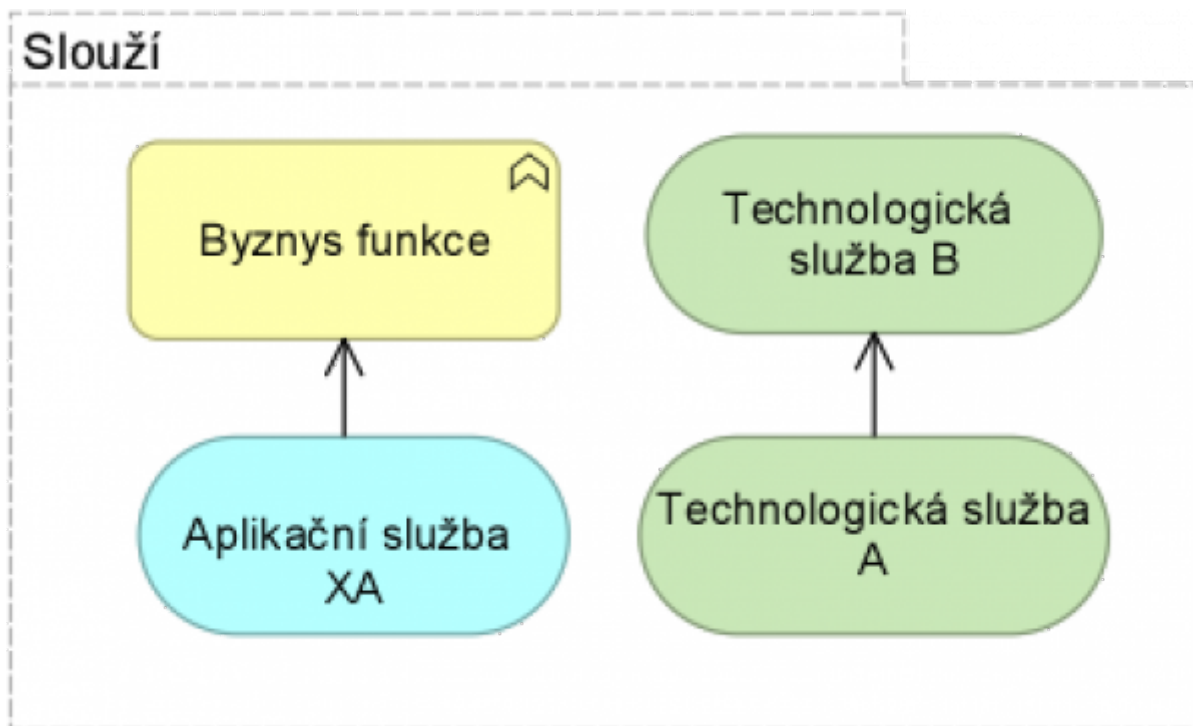 Slouží
Byznys funkce
Technologická
služba B
Aplikační služba
XA
Technologická služba
A